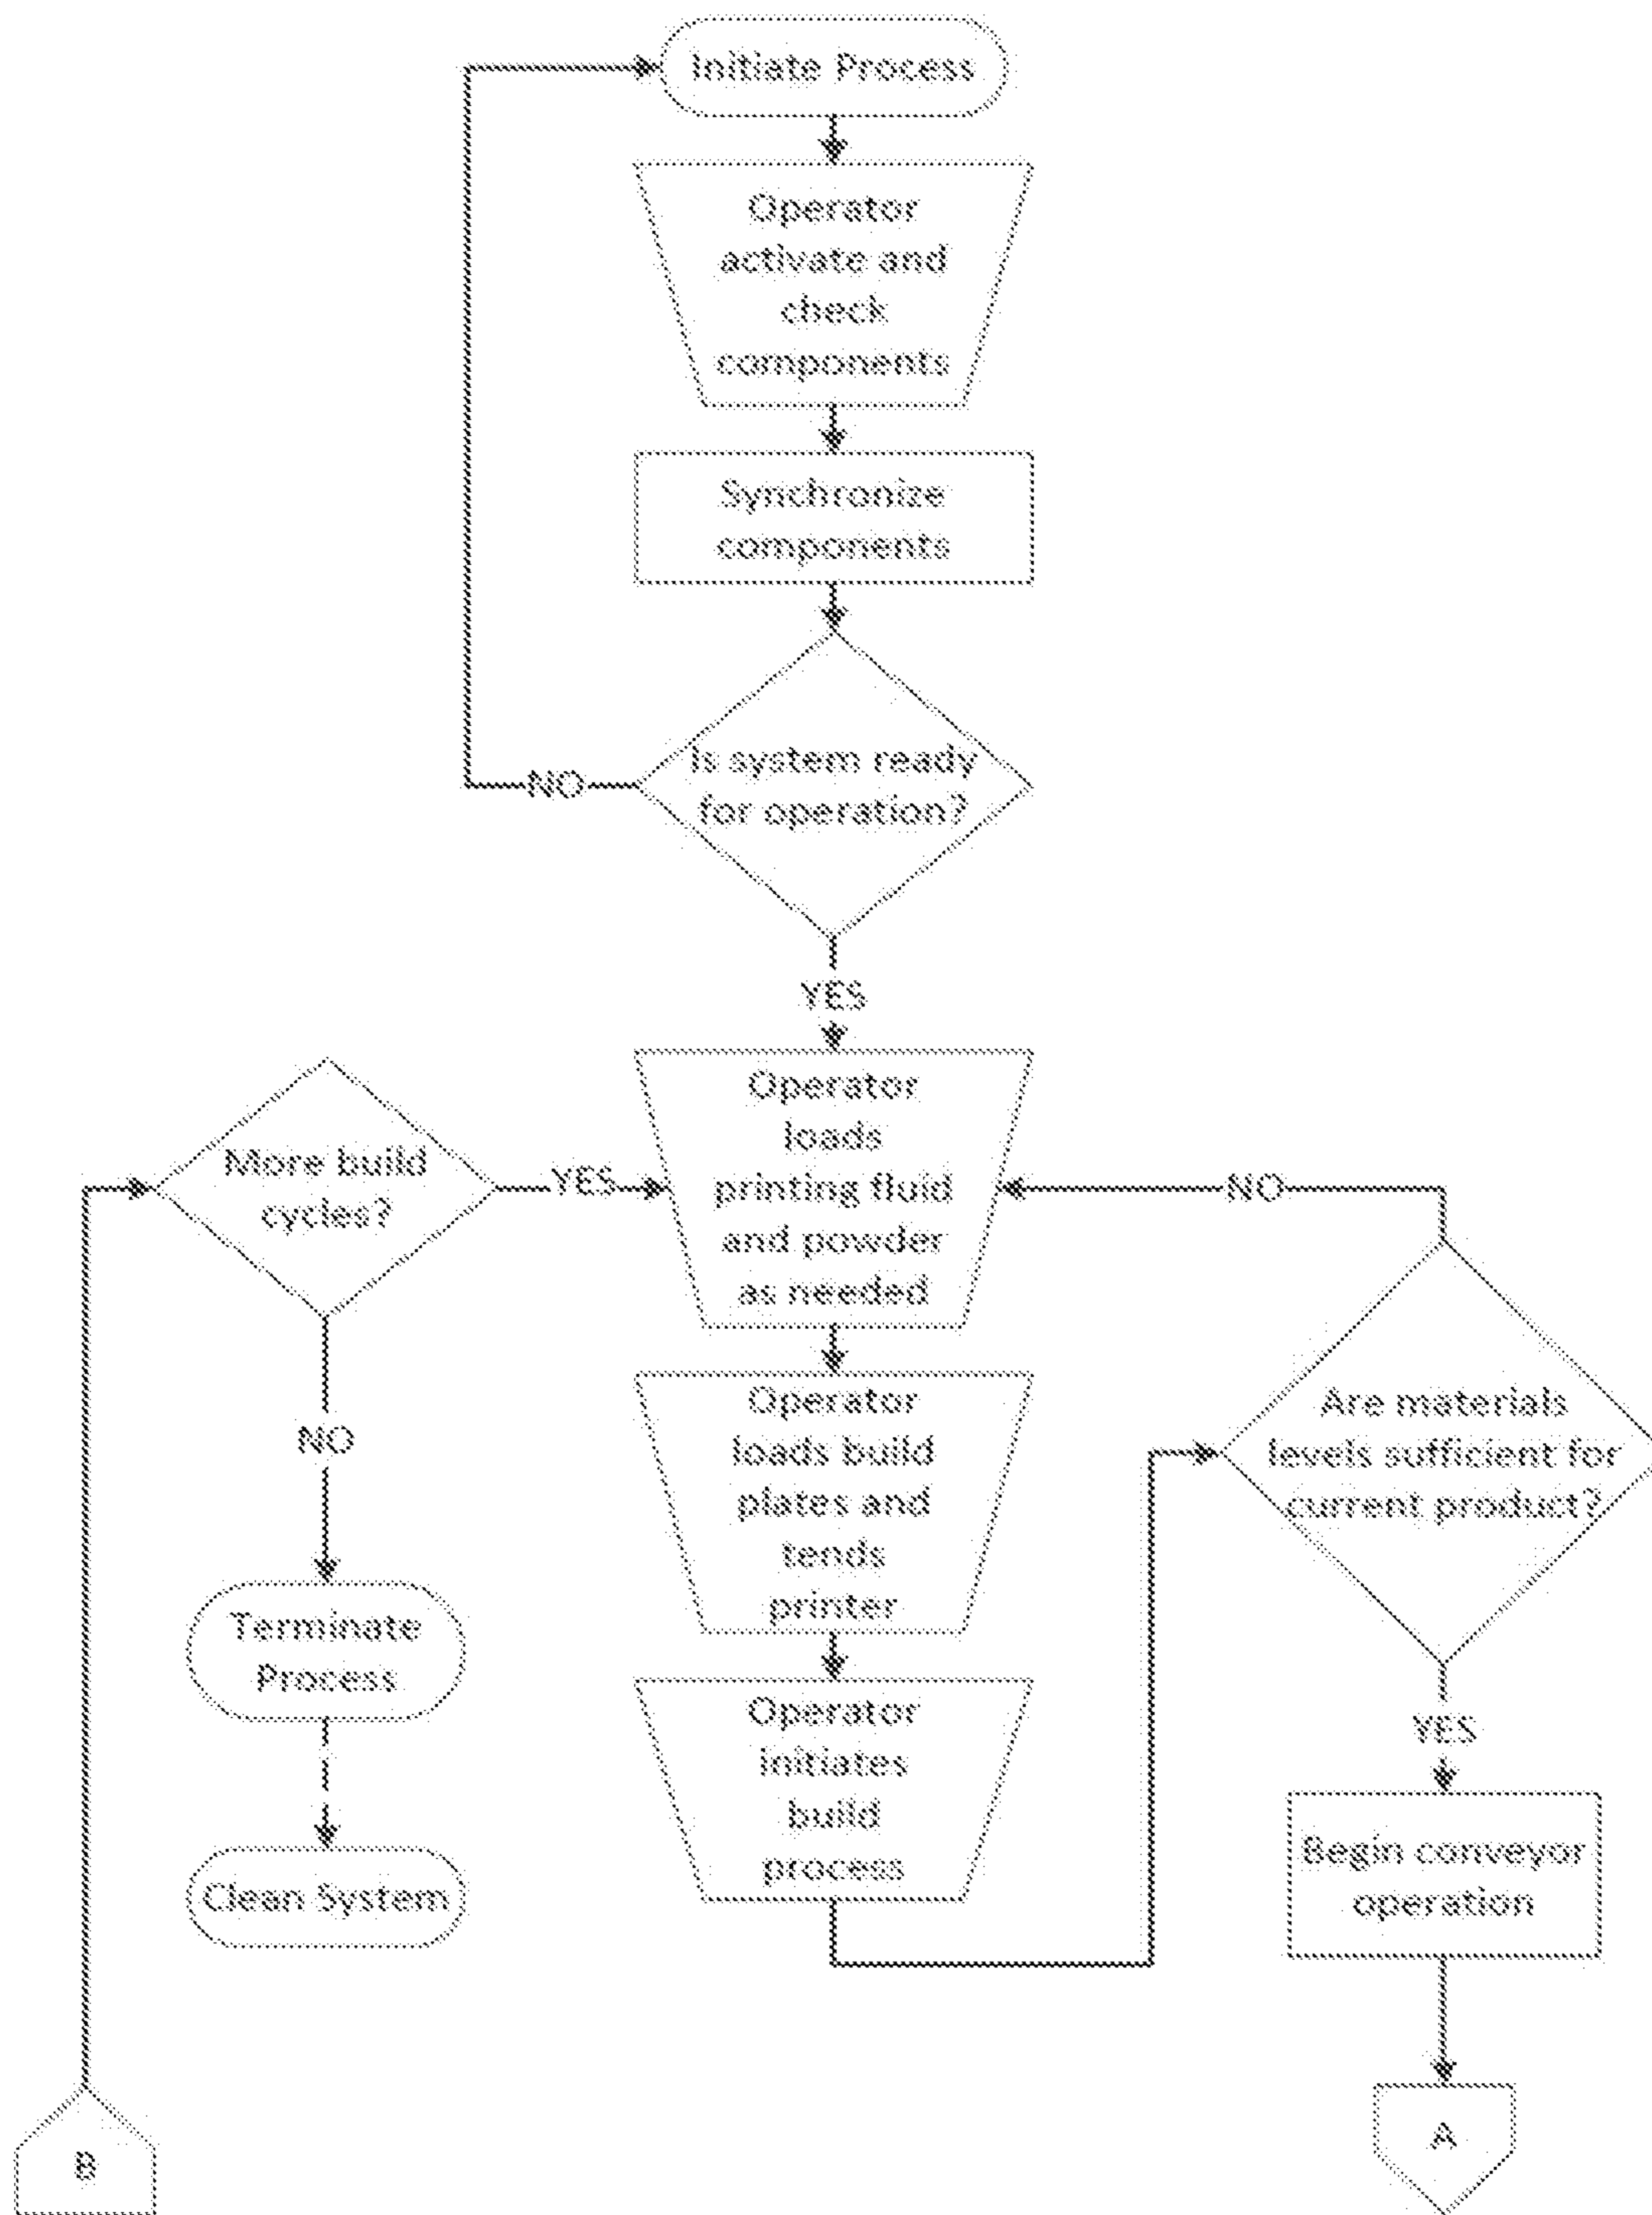 Initiate Process
Operator
activate and
check
components
Synchronize
components
Is system ready
for operation?
NO
YES
More build
cycles?
YES
Operator
loads
printing fluid
and powder
as needed
NO
NO
Operator
loads build
plates and
tends
printer
Are materials
levels sufficient for
current product?
Terminate
Process
Operator
initiates
build
process
YES
Clean System
Begin conveyor
operation
B
A